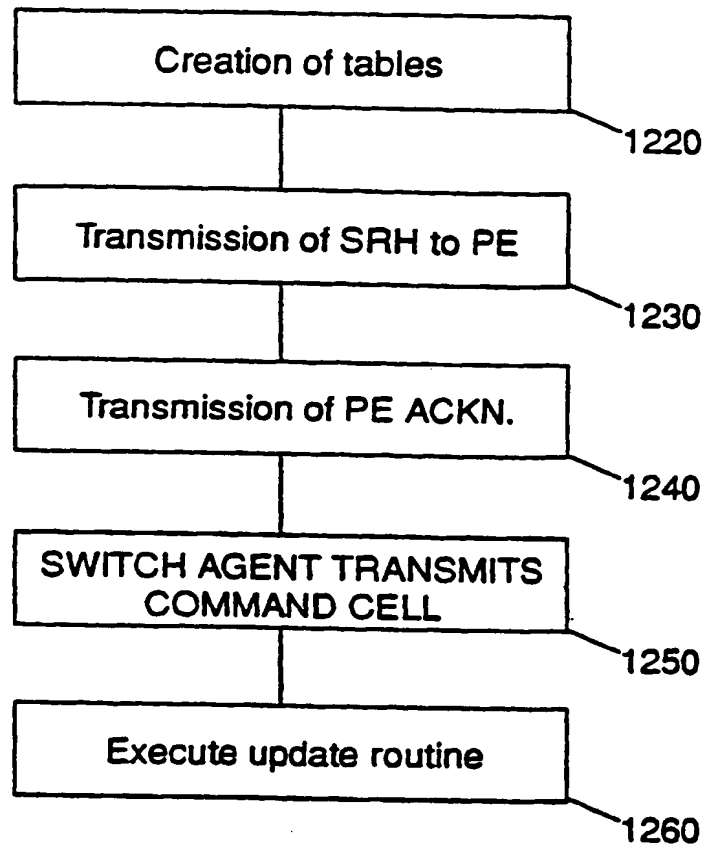 Creation of tables
1220
Transmission of SRH to PE
1230
Transmission of PE ACKN.
1240
SWITCH AGENT TRANSMITS
COMMAND CELL
1250
Execute update routine
1260